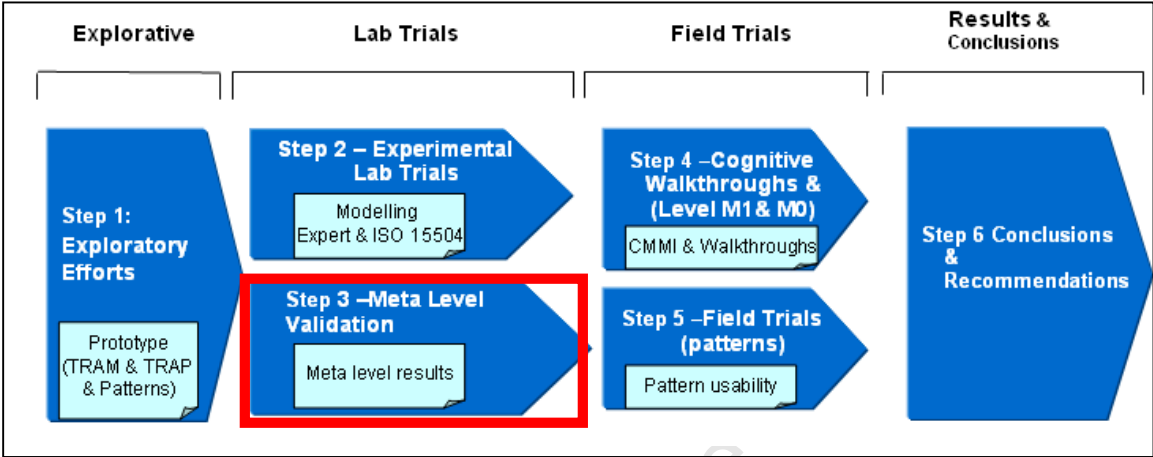 Explorative
Lab Trials
Field Trials
Results &
Conclusions
Step 1:
Exploratory
Efforts
Prototype
(TRAM & TRAP
& Patterns)
Step 2 – Experimental
Lab Trials
Modelling
Expert & ISO 15504
Step 3 –Meta Level
Validation
Meta level results
Step 4 –Cognitive
Walkthroughs &
(Level M1& M0)
CMMI & Walkthroughs
Step 5 –Field Trials
(patterns)
Pattern usability
Step 6 Conclusions
&
Recommendations